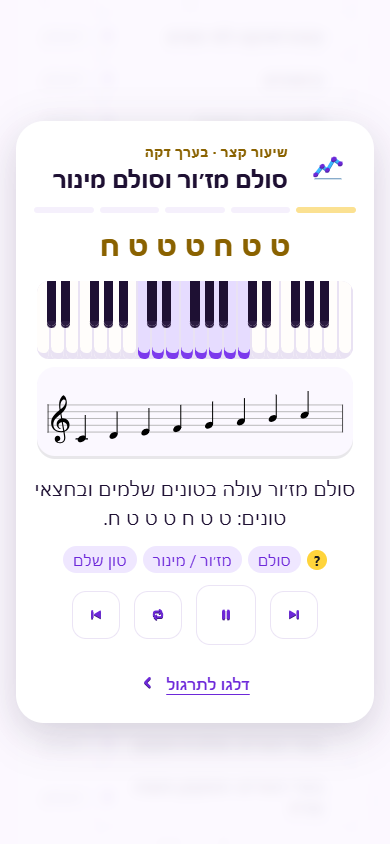 שיעור קצר · בערך דקה
סולם מז׳ור וסולם מינור
ט ט ח ט ט ט ח
סולם מז׳ור עולה בטונים שלמים ובחצאי
טונים: ט ט ח ט ט ט ח.
? סולם מז׳ור / מינור טון שלם
דלגו לתרגול